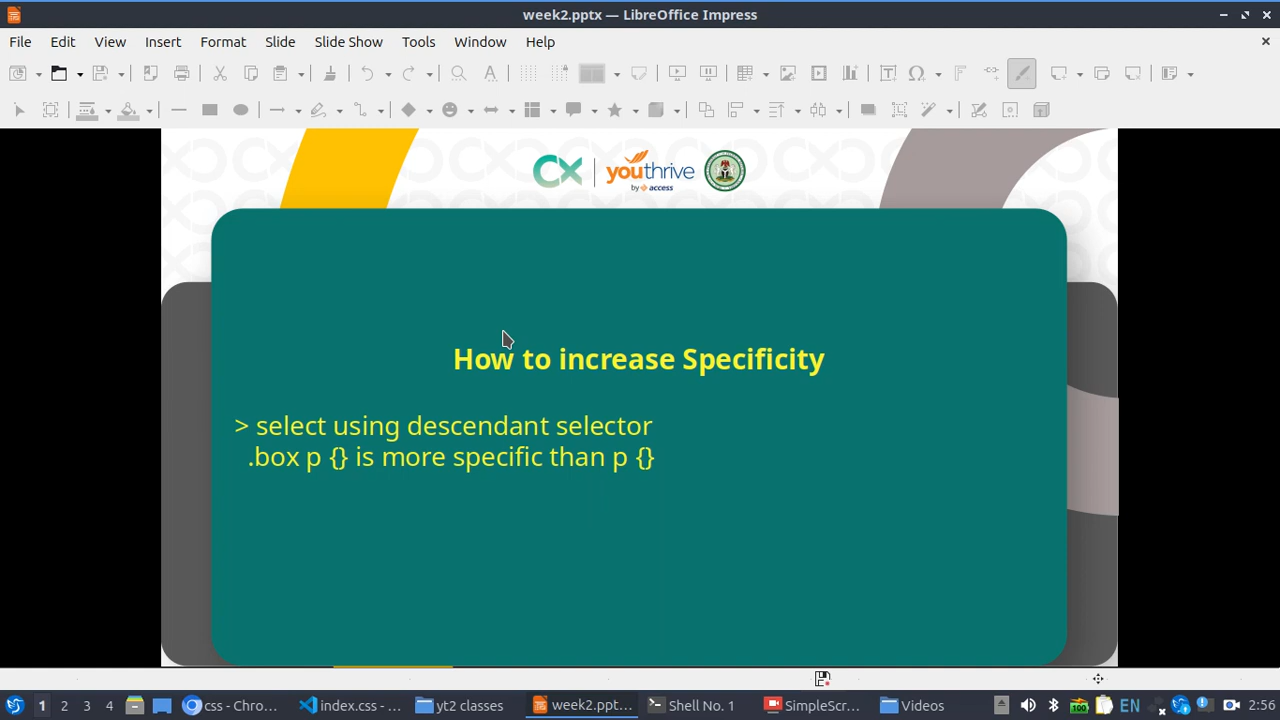 week2.pptx — LibreOffice Impress
File Edit View Insert Format Slide Slide Show Tools Window Help
CX youthrive
by access
How to increase Specificity
> select using descendant selector
.box p {} is more specific than p {}
1 2 3 4 css - Chro... index.css - ... yt2 classes week2.ppt... Shell No. 1 SimpleScr... Videos 100 EN 2:56